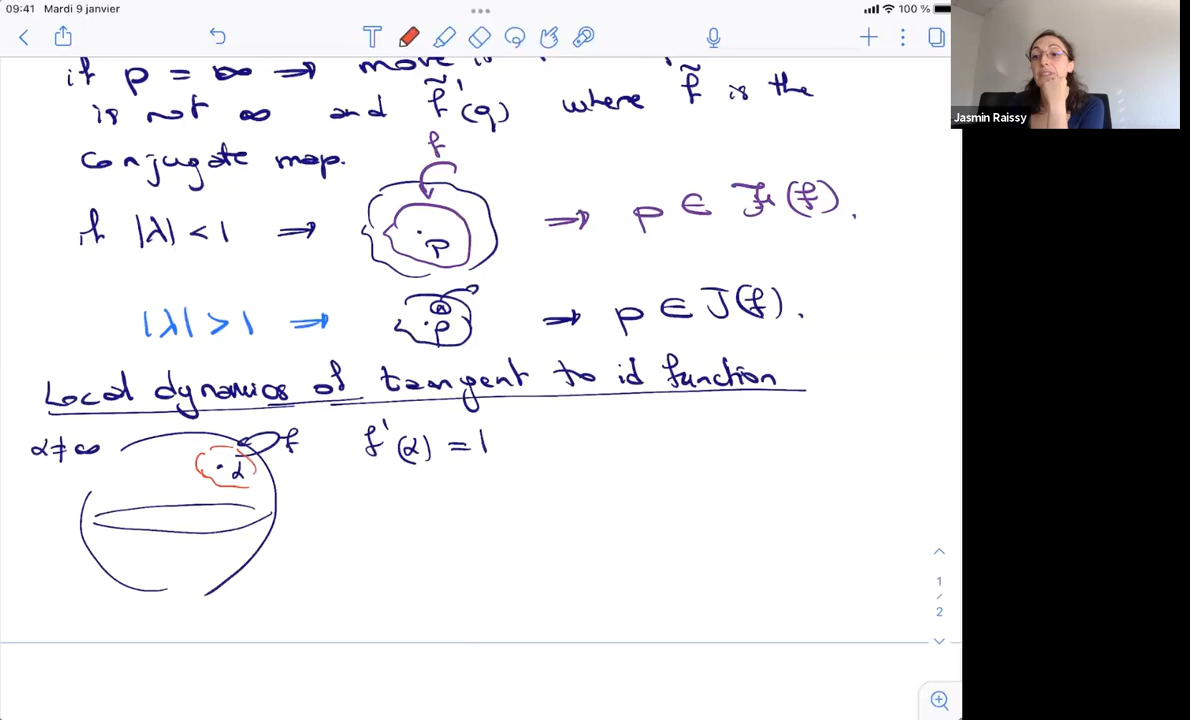 09:41 Mardi 9 janvier
100 %
if p = ∞ ⟹ move
is not ∞ and f̃'(q) where f̃ is the
conjugate map.
f
if |λ| < 1 ⟹ p ⟹ p ∈ F(f).
|λ| > 1 ⟹ p ⟹ p ∈ J(f).
Local dynamics of tangent to id function
α ≠ ∞ α f f'(α) = 1
1
/
2
Jasmin Raissy